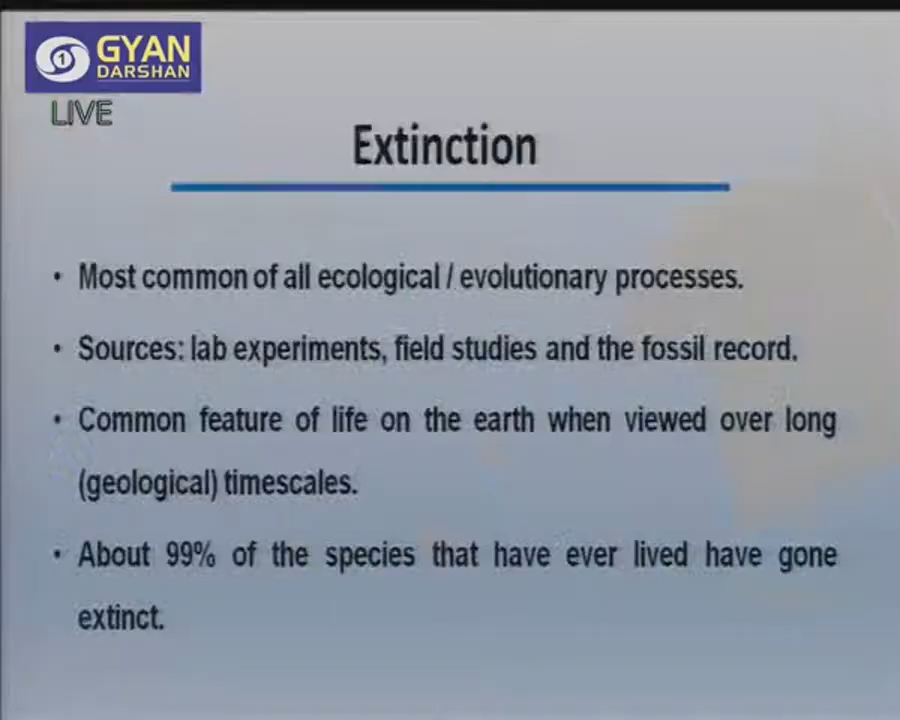 1 GYAN
DARSHAN
LIVE
Extinction
• Most common of all ecological / evolutionary processes.
• Sources: lab experiments, field studies and the fossil record.
• Common feature of life on the earth when viewed over long
(geological) timescales.
• About 99% of the species that have ever lived have gone
extinct.